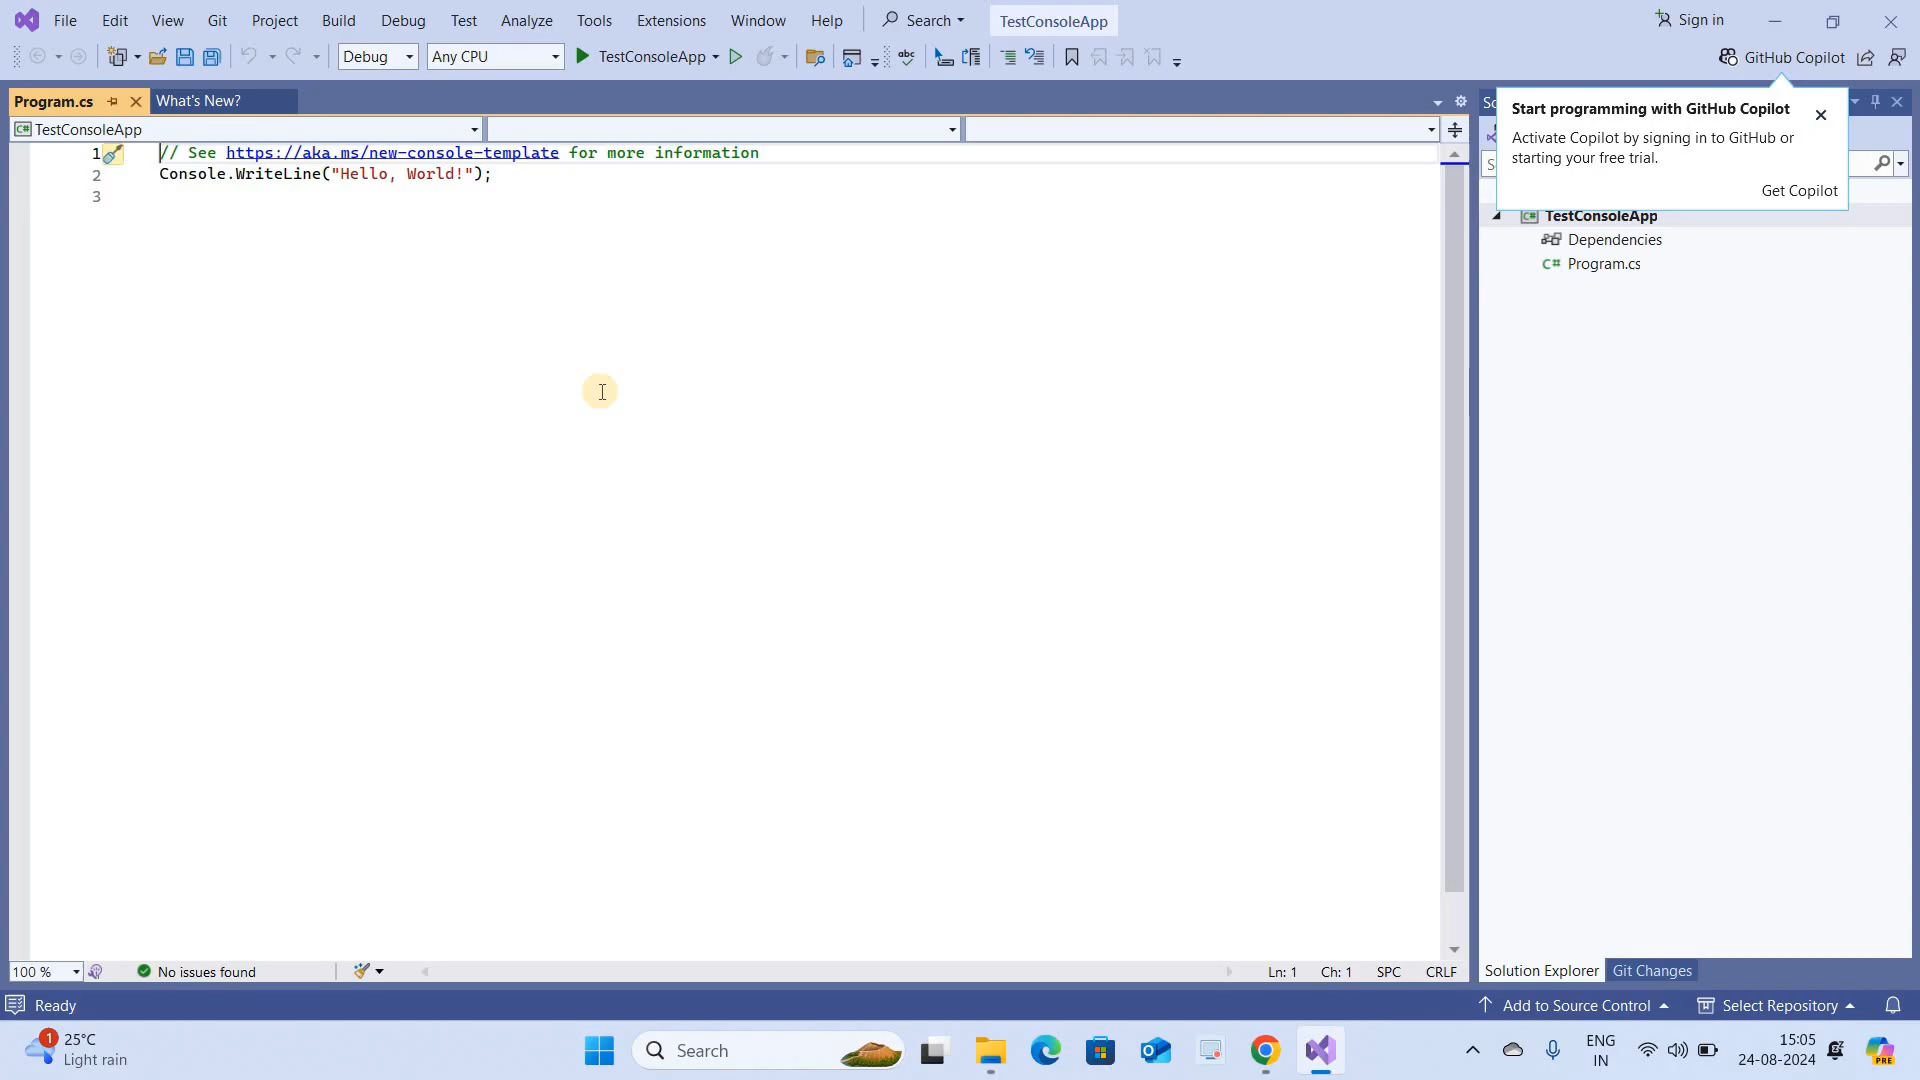 File Edit View Git Project Build Debug Test Analyze Tools Extensions Window Help Search TestConsoleApp Sign in
Debug Any CPU TestConsoleApp abc GitHub Copilot
Program.cs What's New?
TestConsoleApp
Start programming with GitHub Copilot
Activate Copilot by signing in to GitHub or
starting your free trial.
Get Copilot
1 // See https://aka.ms/new-console-template for more information
2 Console.WriteLine("Hello, World!");
3
TestConsoleApp
Dependencies
C# Program.cs
100 % No issues found Ln: 1 Ch: 1 SPC CRLF
Solution Explorer Git Changes
Ready Add to Source Control Select Repository
1 25°C
Light rain
Search
ENG
IN
15:05
24-08-2024
PRE